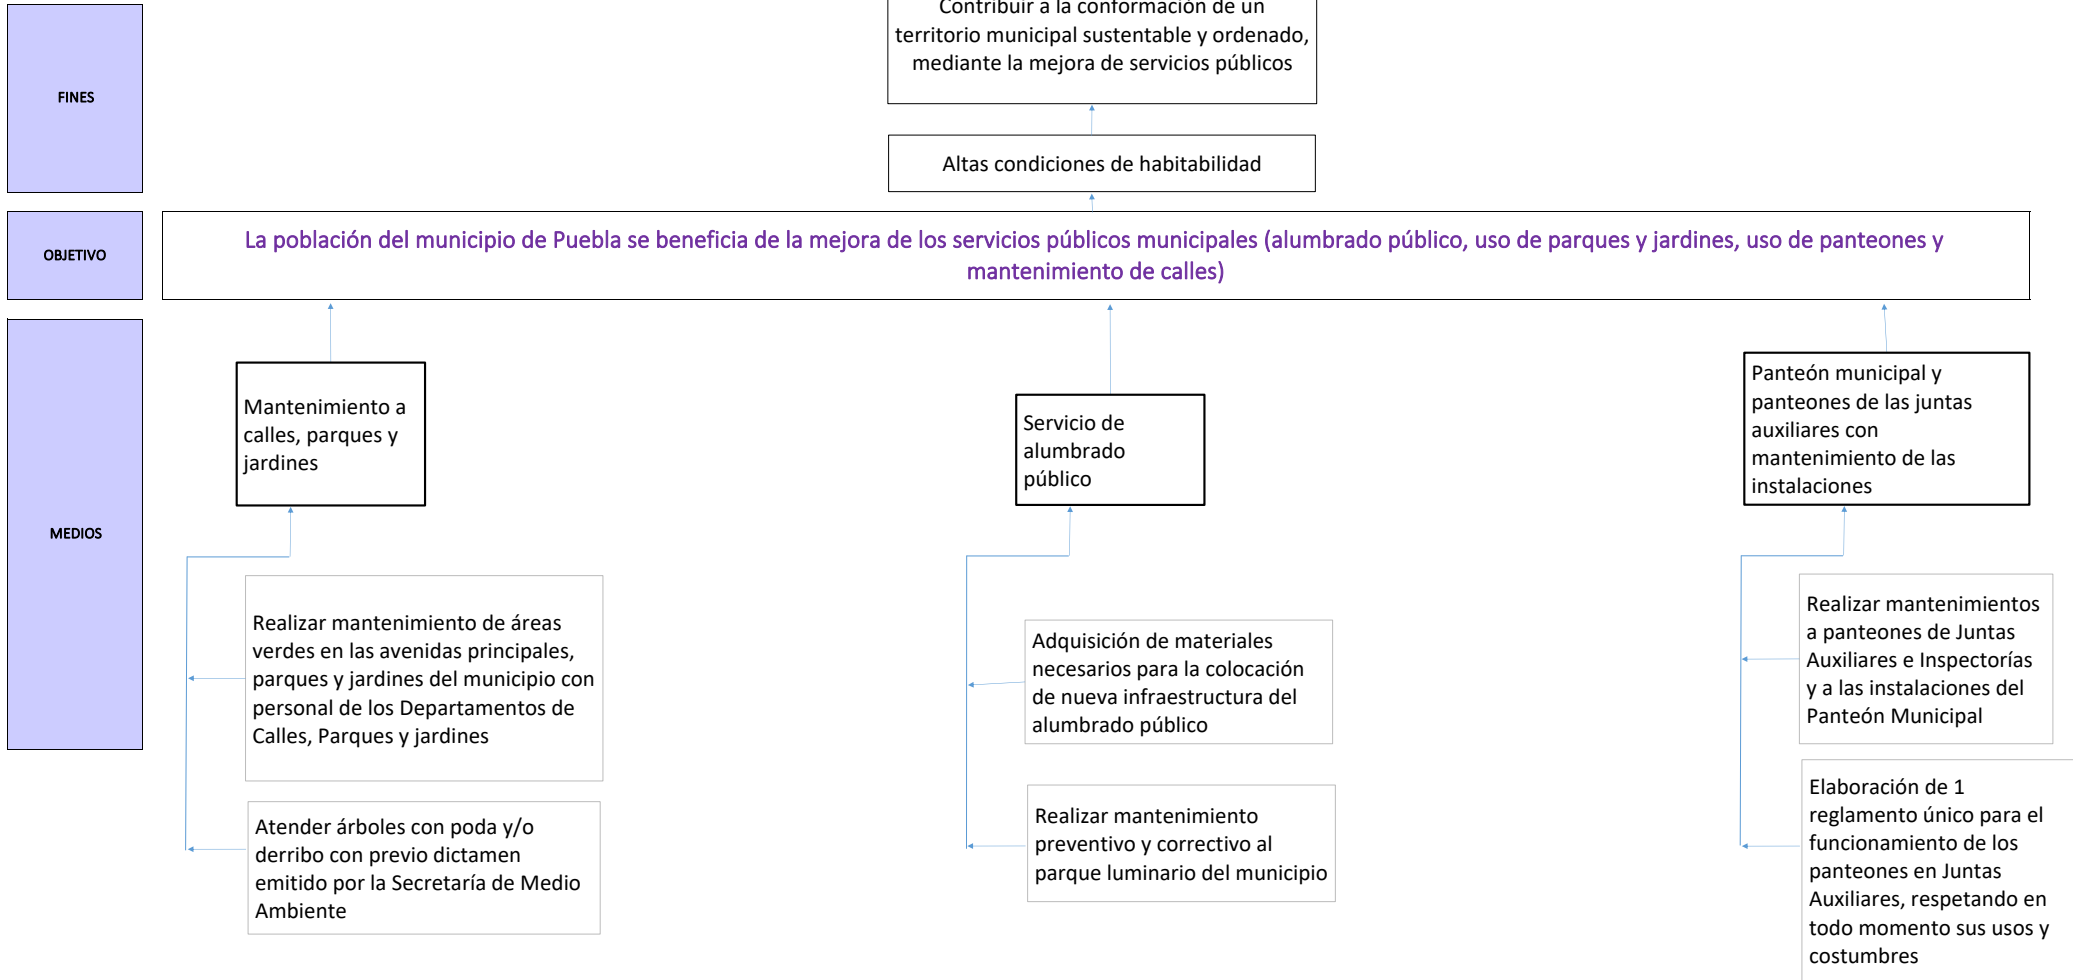 Contribuir a la conformación de un
territorio municipal sustentable y ordenado,
mediante la mejora de servicios públicos
FINES
Altas condiciones de habitabilidad
OBJETIVO
La población del municipio de Puebla se beneficia de la mejora de los servicios públicos municipales (alumbrado público, uso de parques y jardines, uso de panteones y
mantenimiento de calles)
MEDIOS
Mantenimiento a
calles, parques y
jardines
Servicio de
alumbrado
público
Panteón municipal y
panteones de las juntas
auxiliares con
mantenimiento de las
instalaciones
Realizar mantenimiento de áreas
verdes en las avenidas principales,
parques y jardines del municipio con
personal de los Departamentos de
Calles, Parques y jardines
Atender árboles con poda y/o
derribo con previo dictamen
emitido por la Secretaría de Medio
Ambiente
Adquisición de materiales
necesarios para la colocación
de nueva infraestructura del
alumbrado público
Realizar mantenimiento
preventivo y correctivo al
parque luminario del municipio
Realizar mantenimientos
a panteones de Juntas
Auxiliares e Inspectorías
y a las instalaciones del
Panteón Municipal
Elaboración de 1
reglamento único para el
funcionamiento de los
panteones en Juntas
Auxiliares, respetando en
todo momento sus usos y
costumbres